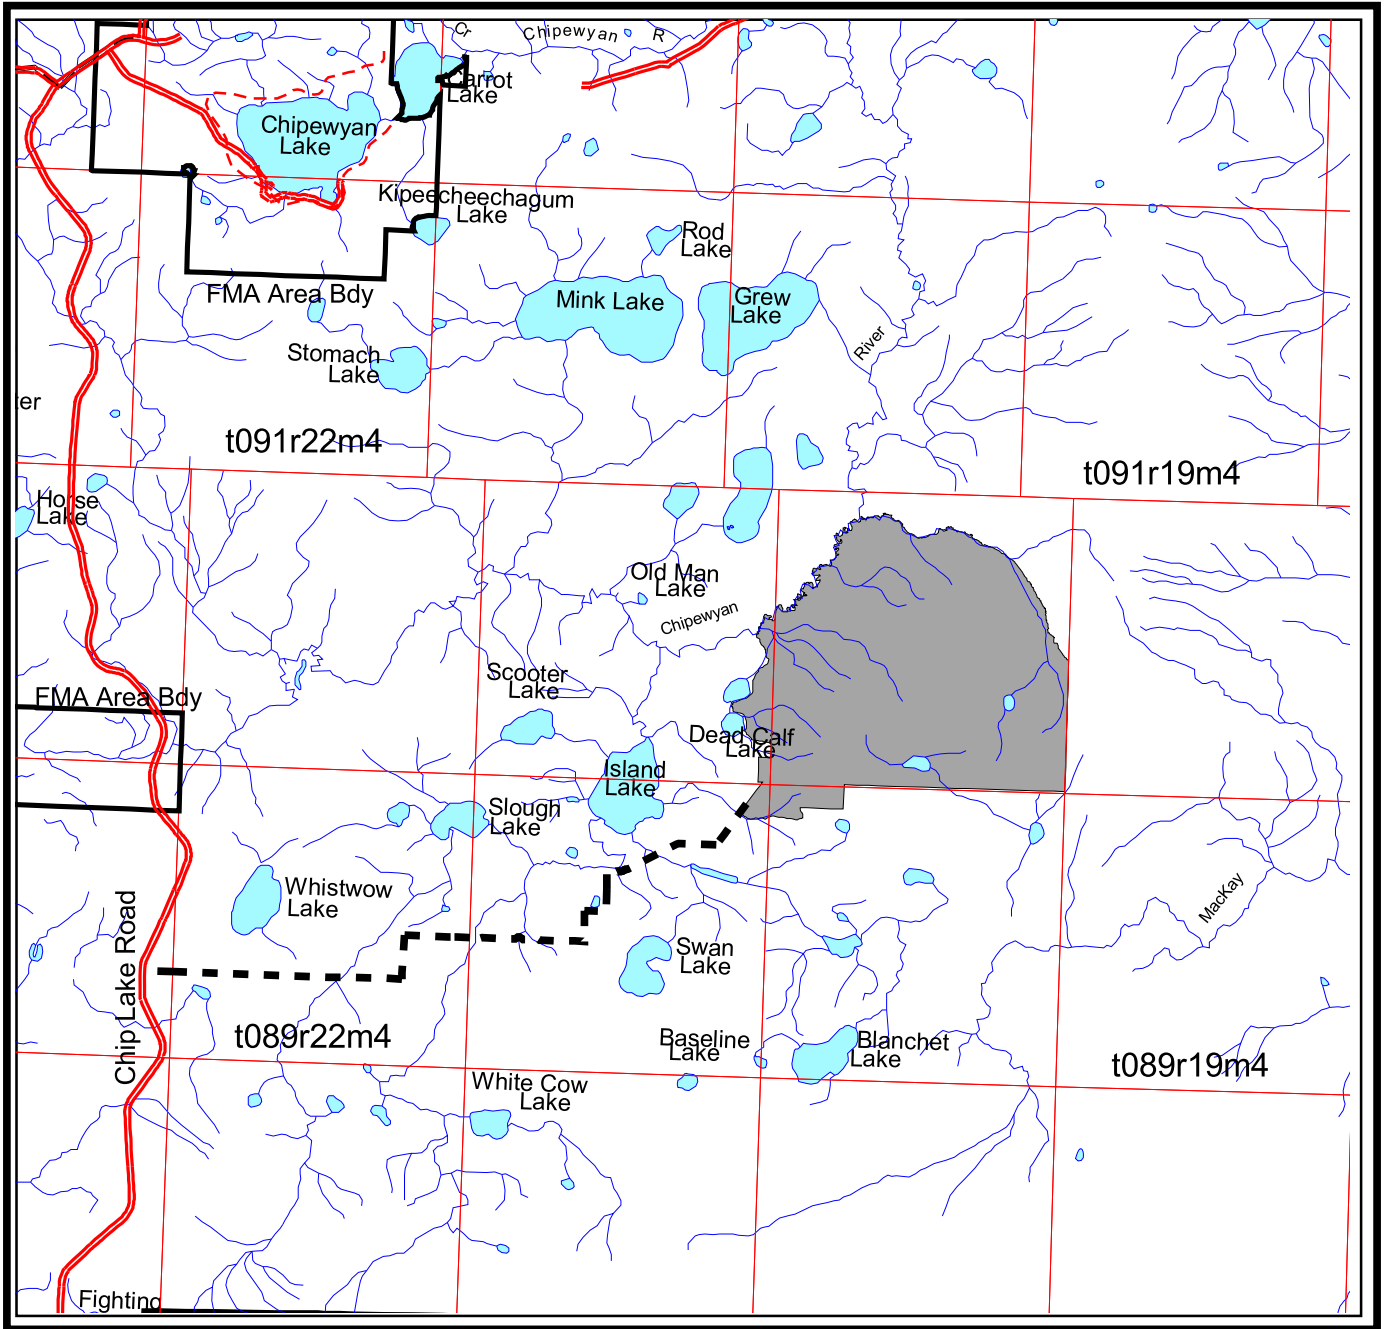 Cr
Chipewyan R
Carrot
Lake
Chipewyan
Lake
Kipeecheechagum
Lake
Rod
Lake
FMA Area Bdy
Mink Lake
Grew
Lake
River
Stomach
Lake
ter
t091r22m4
t091r19m4
Horse
Lake
Old Man
Lake
Chipewyan
Scooter
Lake
FMA Area Bdy
Dead Calf
Lake
Island
Lake
Slough
Lake
Whistwow
Lake
MacKay
Chip Lake Road
Swan
Lake
t089r22m4
Baseline
Lake
Blanchet
Lake
t089r19m4
White Cow
Lake
Fighting